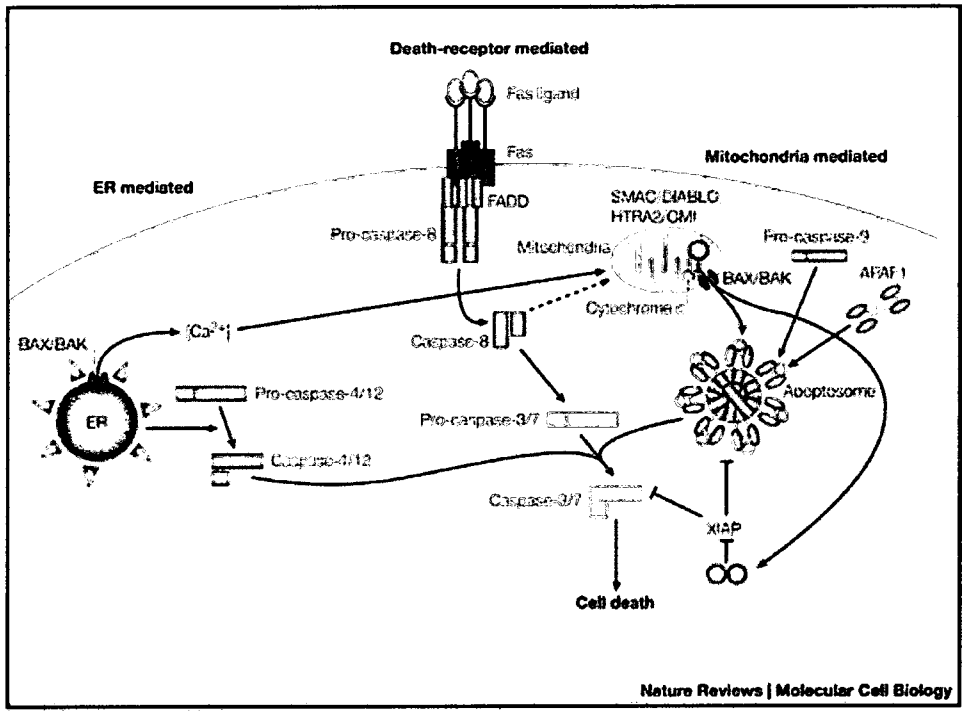 Death-receptor mediated
Fas ligand
Fas
Mitochondria mediated
ER mediated
FADD
SMAC/DIABLO
HTRA2/OMI
Pro-caspase-8
Mitochondria
Pro-caspase-9
BAX/BAK
APAF1
Cytochrome c
[Ca2+]
BAX/BAK
Caspase-8
Pro-caspase-4/12
Apoptosome
ER
Pro-caspase-3/7
Caspase-4/12
Caspase-3/7
XIAP
Cell death
Nature Reviews | Molecular Cell Biology